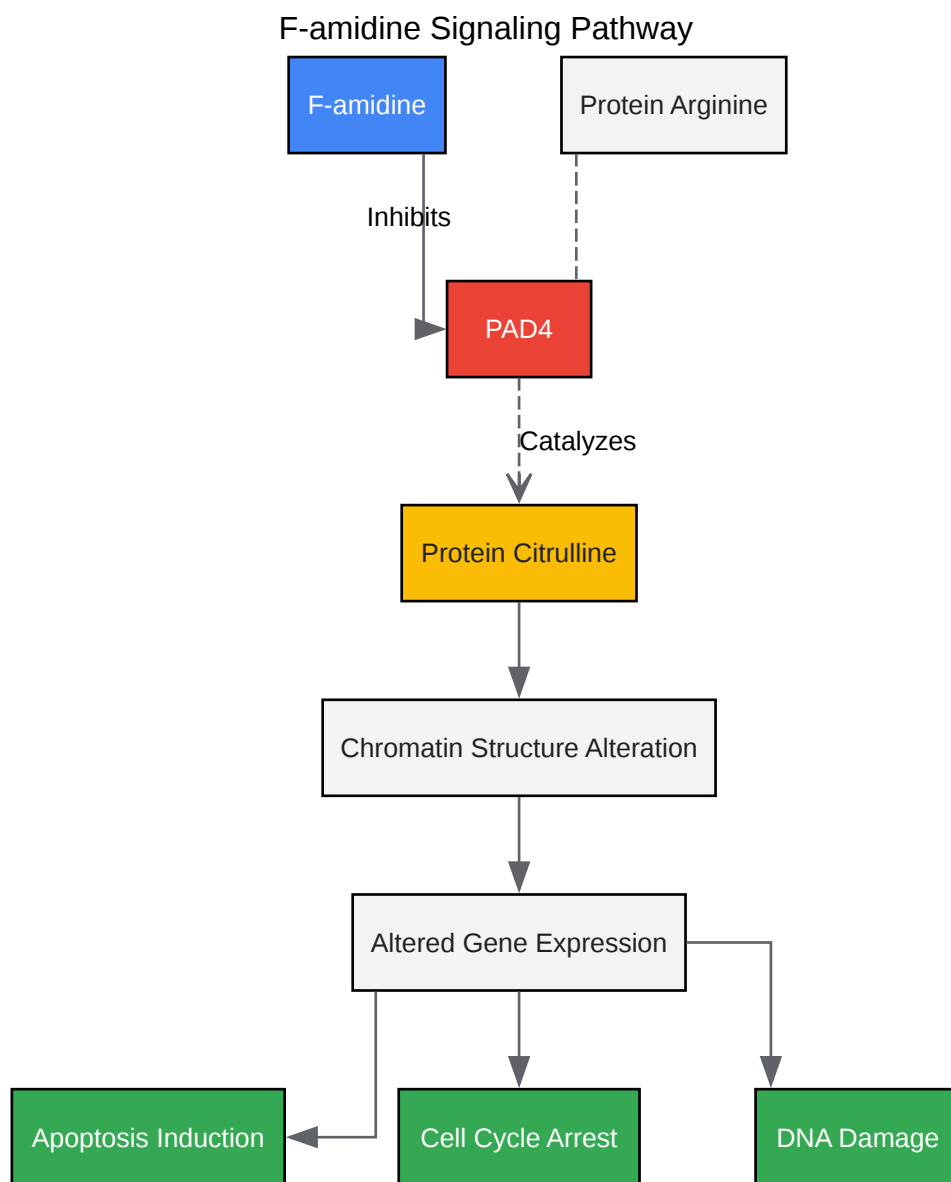 F-amidine Signaling Pathway
F-amidine
Protein Arginine
Inhibits
PAD4
Catalyzes
Protein Citrulline
Chromatin Structure Alteration
Altered Gene Expression
Apoptosis Induction
Cell Cycle Arrest
DNA Damage